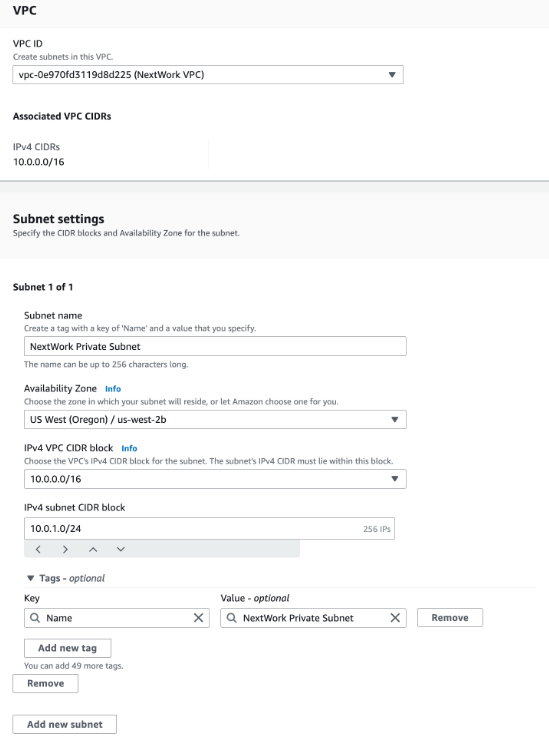 VPC
VPC ID
Create subnets in this VPC.
vpc-0e970fd3119d8d225 (NextWork VPC)
Associated VPC CIDRs
IPv4 CIDRs
10.0.0.0/16
Subnet settings
Specify the CIDR blocks and Availability Zone for the subnet.
Subnet 1 of 1
Subnet name
Create a tag with a key of 'Name' and a value that you specify.
NextWork Private Subnet
The name can be up to 256 characters long.
Availability Zone Info
Choose the zone in which your subnet will reside, or let Amazon choose one for you.
US West (Oregon) / us-west-2b
IPv4 VPC CIDR block Info
Choose the VPC's IPv4 CIDR block for the subnet. The subnet's IPv4 CIDR must lie within this block.
10.0.0.0/16
IPv4 subnet CIDR block
10.0.1.0/24 256 IPs
Tags - optional
Key Value - optional
Name NextWork Private Subnet Remove
Add new tag
You can add 49 more tags.
Remove
Add new subnet